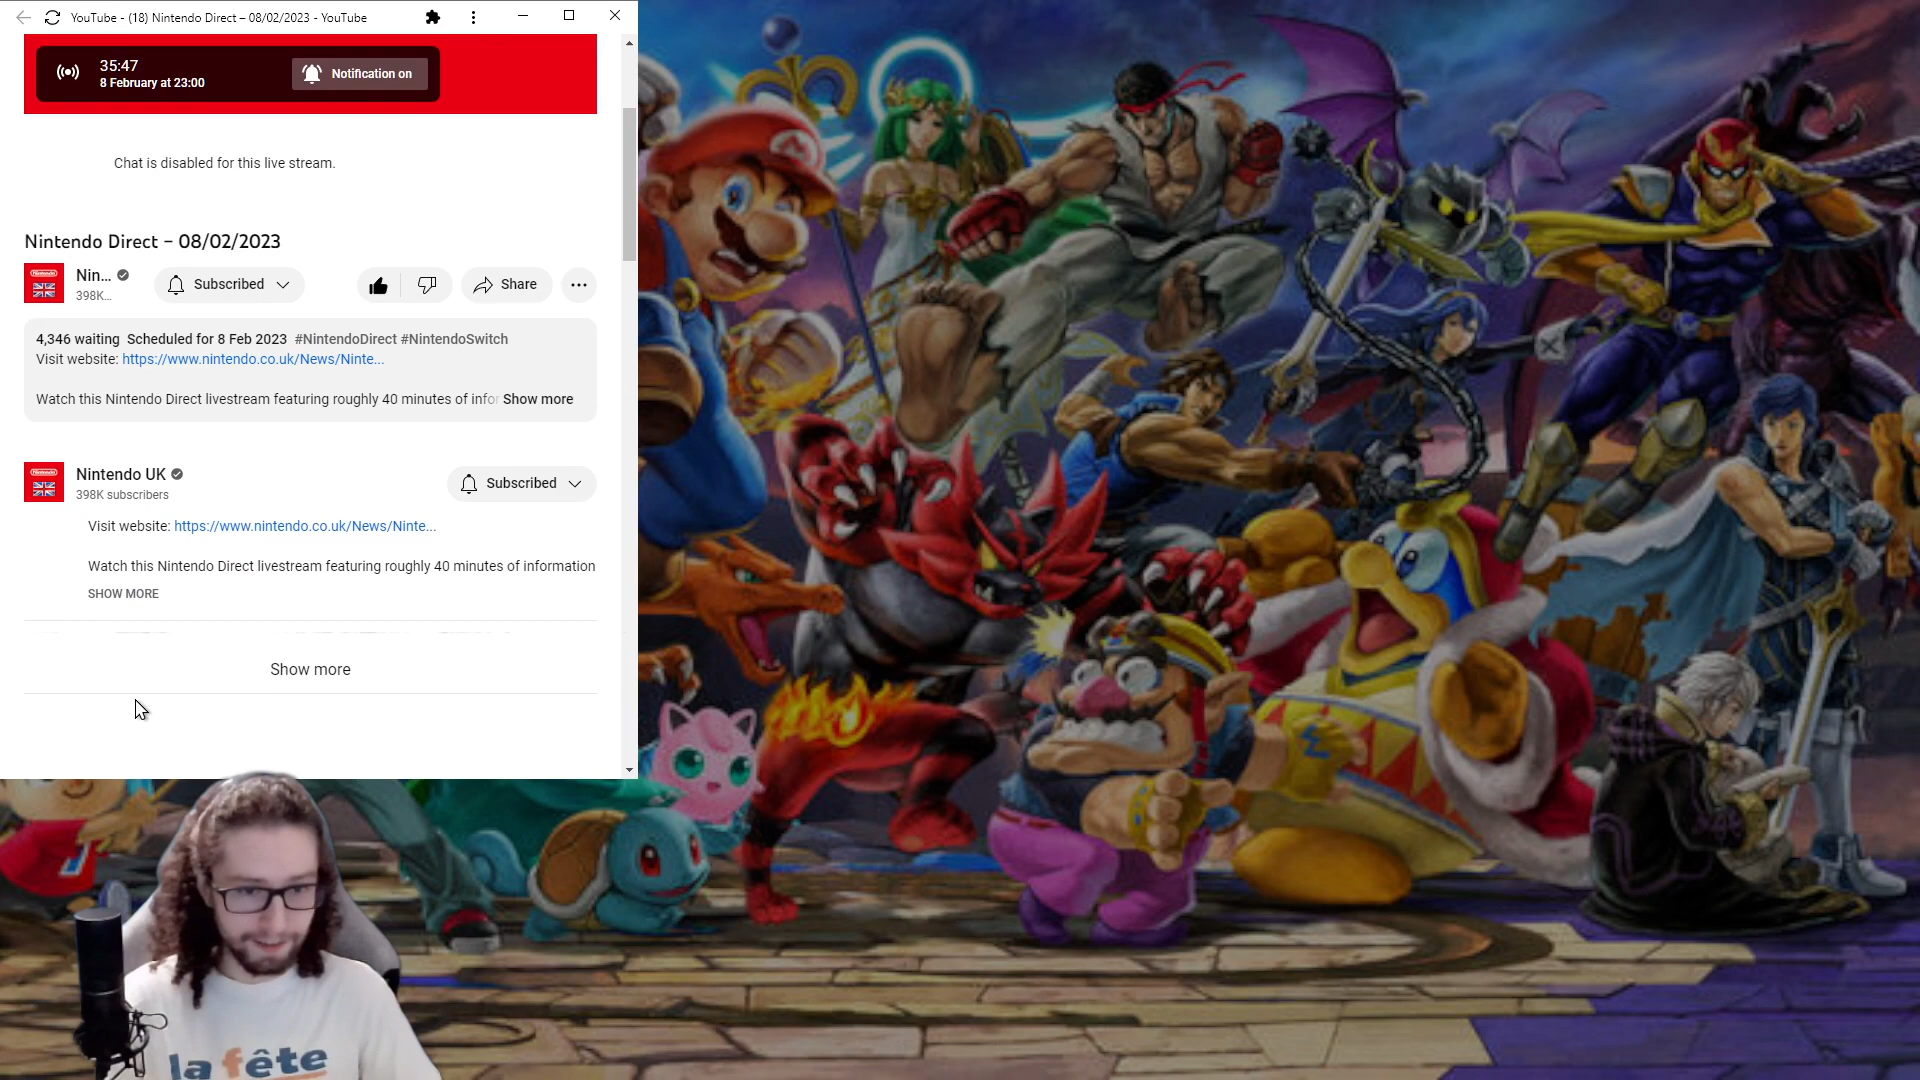 YouTube - (18) Nintendo Direct – 08/02/2023 - YouTube
35:47
8 February at 23:00
Notification on
Chat is disabled for this live stream.
Nintendo Direct – 08/02/2023
Nin...
398K...
Subscribed
Share
4,346 waiting Scheduled for 8 Feb 2023 #NintendoDirect #NintendoSwitch
Visit website: https://www.nintendo.co.uk/News/Ninte...
Watch this Nintendo Direct livestream featuring roughly 40 minutes of infor Show more
Nintendo UK
398K subscribers
Subscribed
Visit website: https://www.nintendo.co.uk/News/Ninte...
Watch this Nintendo Direct livestream featuring roughly 40 minutes of information
SHOW MORE
Show more
la fête